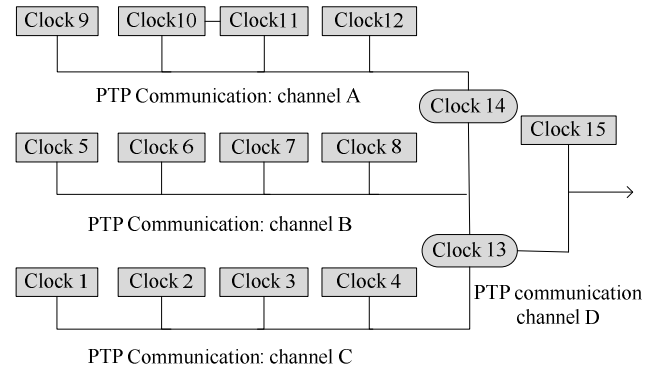 Clock 9
Clock10
Clock11
Clock12
PTP Communication: channel A
Clock 14
Clock 15
Clock 5
Clock 6
Clock 7
Clock 8
PTP Communication: channel B
Clock 13
Clock 1
Clock 2
Clock 3
Clock 4
PTP communication
channel D
PTP Communication: channel C